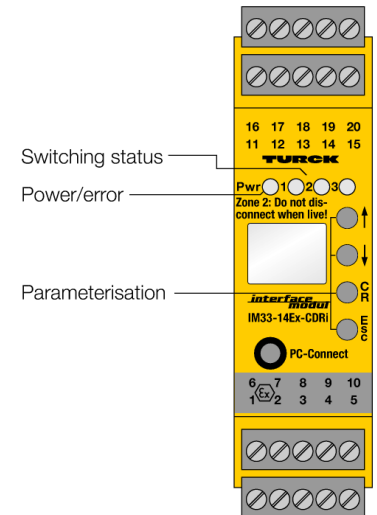 16 17 18 19 20
11 12 13 14 15
TURCK
Switching status
Pwr 1 2 3
Power/error
Zone 2: Do not dis-
connect when live!
Parameterisation
C
R
interface
modul
IM33-14Ex-CDRi
Esc
PC-Connect
6 7 8 9 10
Ex
1 2 3 4 5